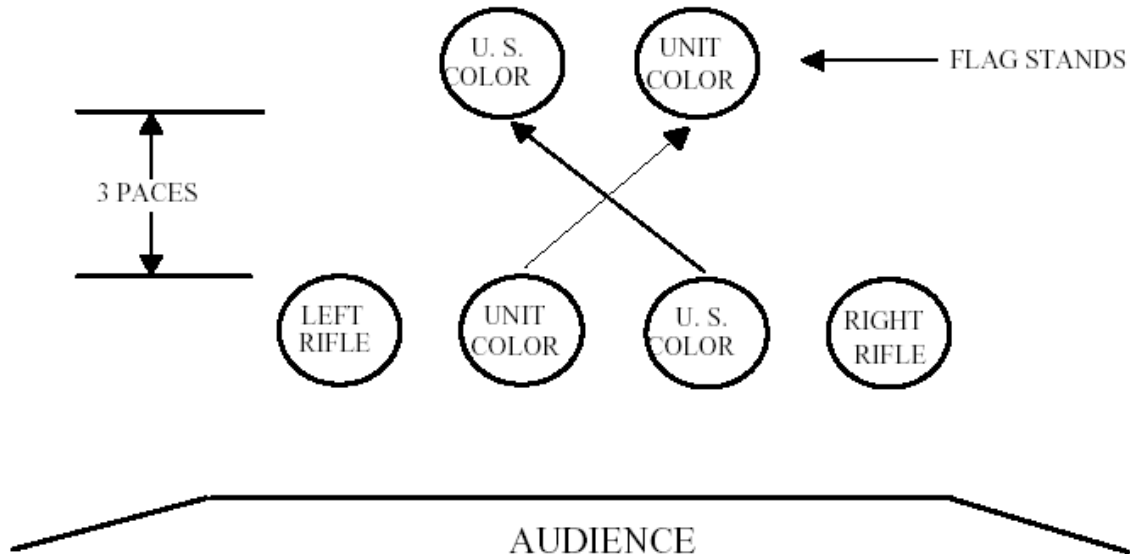 U. S.
COLOR
UNIT
COLOR
FLAG STANDS
3 PACES
LEFT
RIFLE
UNIT
COLOR
U. S.
COLOR
RIGHT
RIFLE
AUDIENCE